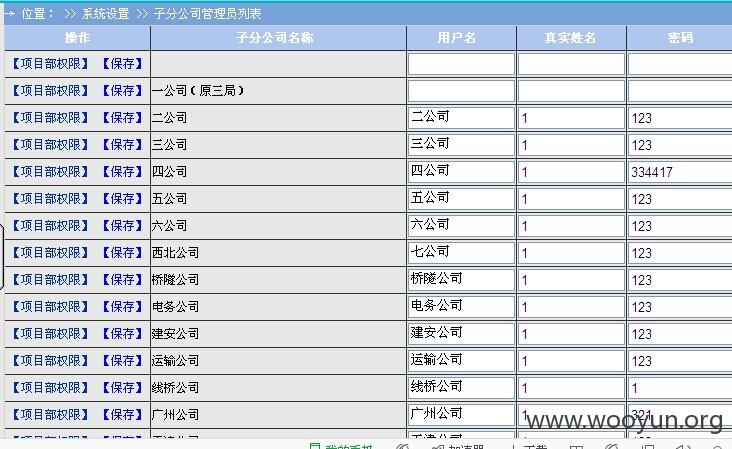 → 位置： >> 系统设置 >> 子分公司管理员列表
操作 子分公司名称 用户名 真实姓名 密码
【项目部权限】 【保存】
【项目部权限】 【保存】 一公司（原三局）
【项目部权限】 【保存】 二公司 二公司 1 123
【项目部权限】 【保存】 三公司 三公司 1 123
【项目部权限】 【保存】 四公司 四公司 1 334417
【项目部权限】 【保存】 五公司 五公司 1 123
【项目部权限】 【保存】 六公司 六公司 1 123
【项目部权限】 【保存】 西北公司 七公司 1 123
【项目部权限】 【保存】 桥隧公司 桥隧公司 1 123
【项目部权限】 【保存】 电务公司 电务公司 1 123
【项目部权限】 【保存】 建安公司 建安公司 1 123
【项目部权限】 【保存】 运输公司 运输公司 1 123
【项目部权限】 【保存】 线桥公司 线桥公司 1 1
【项目部权限】 【保存】 广州公司 广州公司 1 321
www.wooyun.org